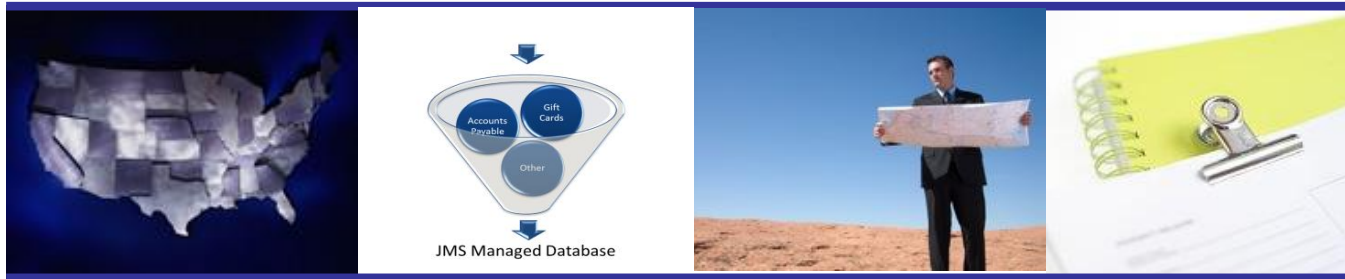 Accounts
Payable
Gift
Cards
Other
JMS Managed Database